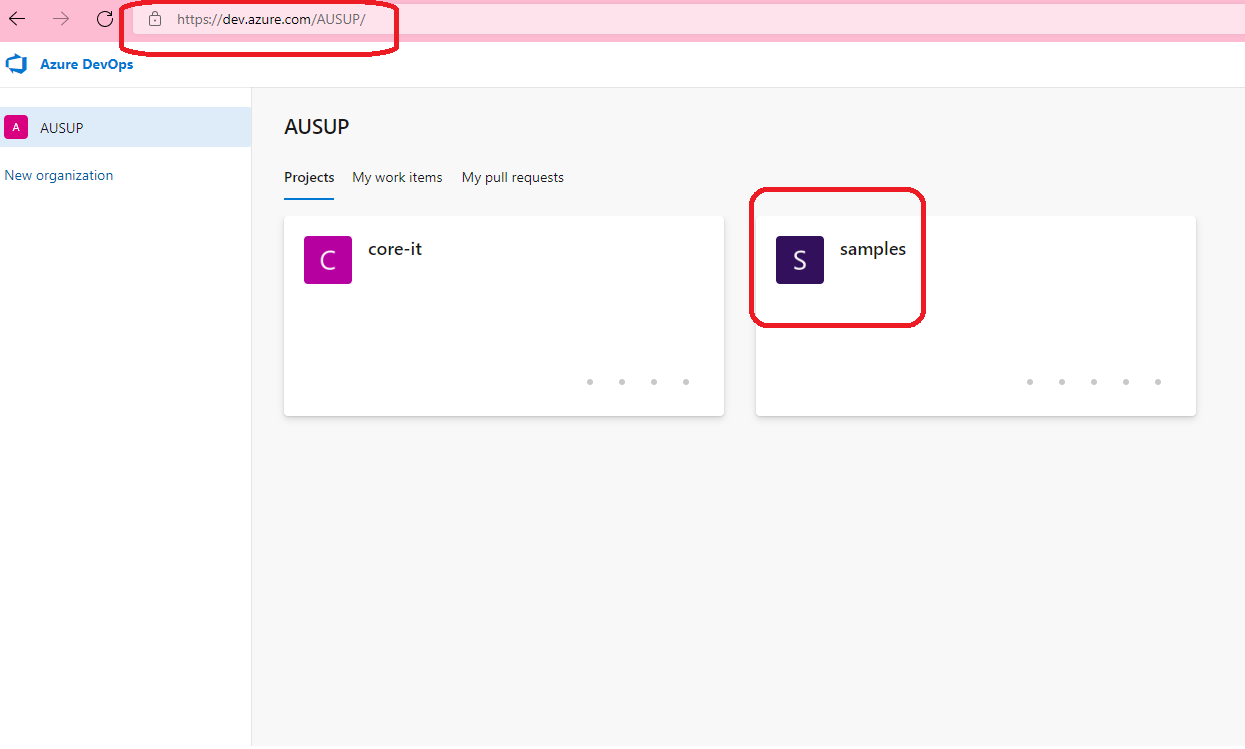 https://dev.azure.com/AUSUP/
Azure DevOps
A AUSUP
New organization
AUSUP
Projects My work items My pull requests
C core-it
S samples